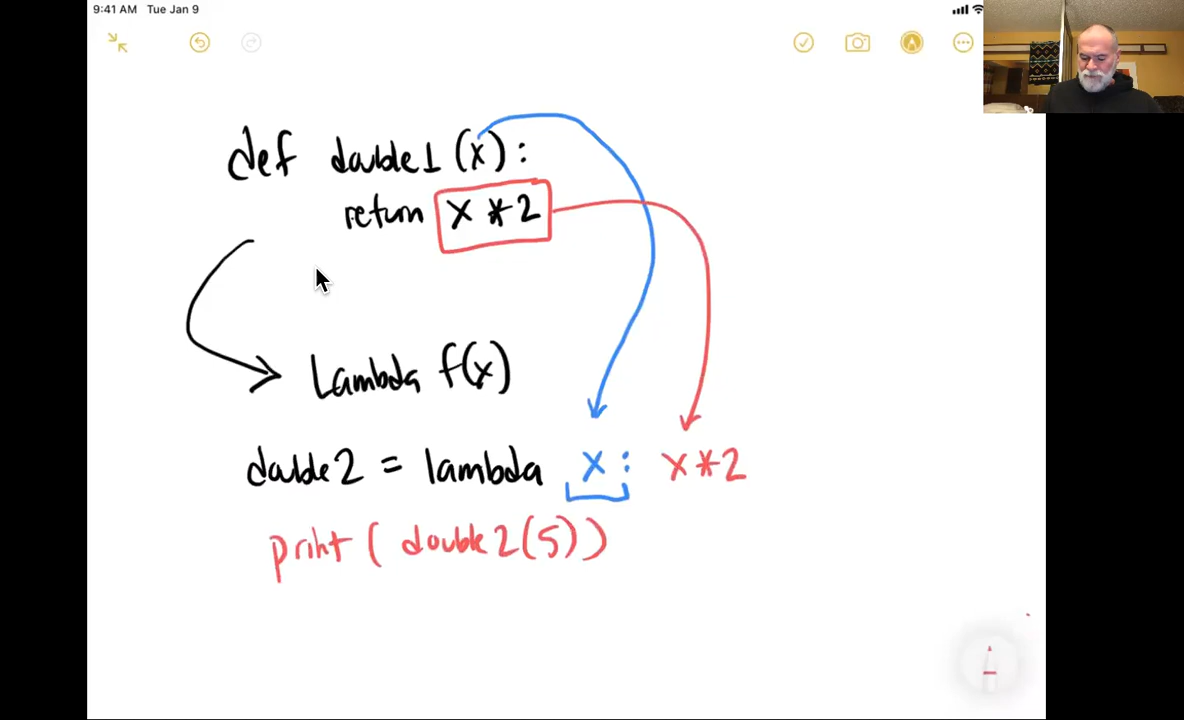 9:41 AM Tue Jan 9
def double1 (x):
return x *2
Lambda f(x)
double2 = lambda x: x*2
print ( double2(5))